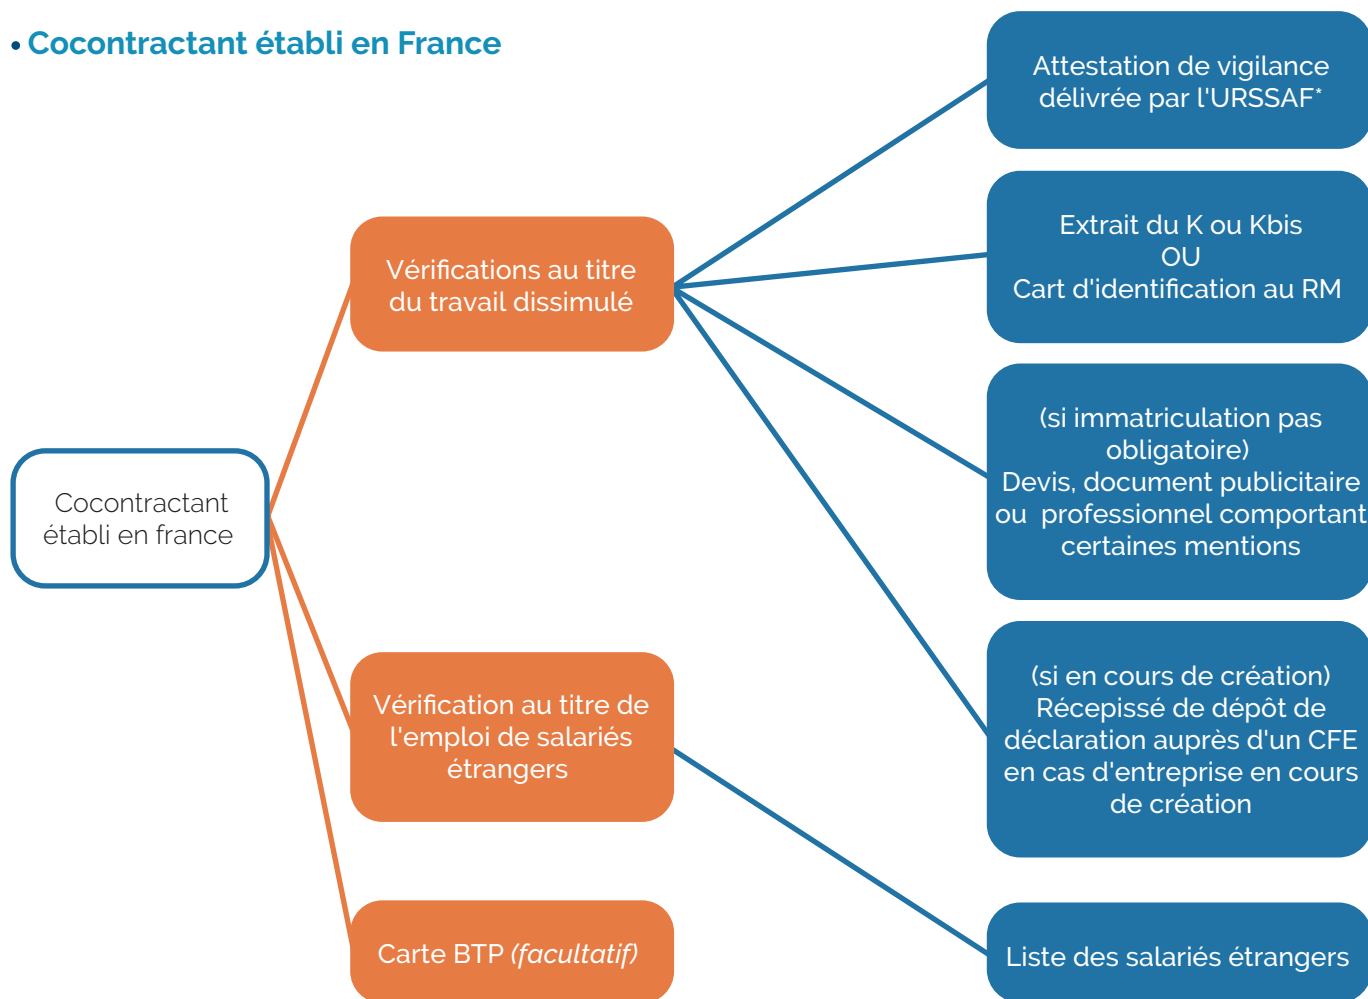 • Cocontractant établi en France
Cocontractant
établi en france
Vérifications au titre
du travail dissimulé
Vérification au titre de
l'emploi de salariés
étrangers
Carte BTP (facultatif)
Attestation de vigilance
délivrée par l'URSSAF*
Extrait du K ou Kbis
OU
Cart d'identification au RM
(si immatriculation pas
obligatoire)
Devis, document publicitaire
ou professionnel comportant
certaines mentions
(si en cours de création)
Récepissé de dépôt de
déclaration auprès d'un CFE
en cas d'entreprise en cours
de création
Liste des salariés étrangers